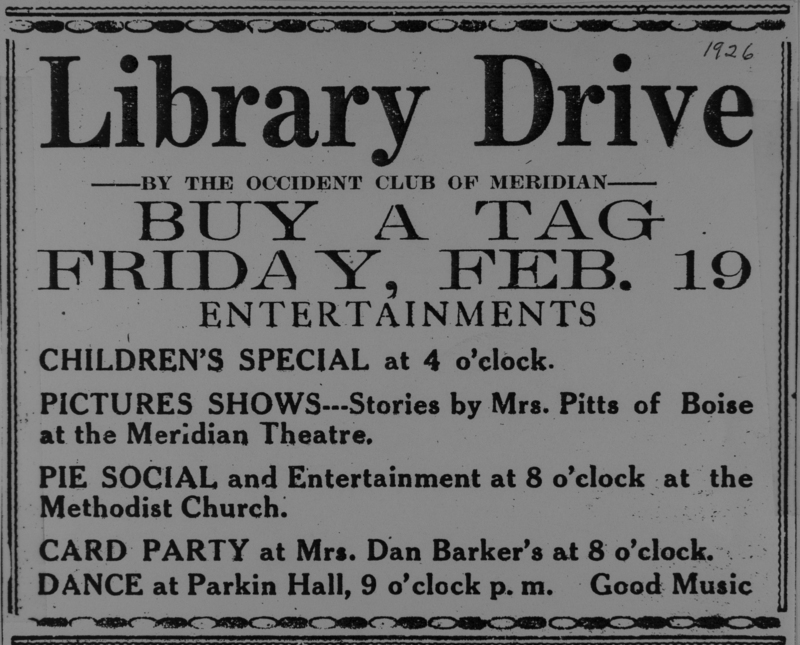 1926
Library Drive
——BY THE OCCIDENT CLUB OF MERIDIAN——
BUY A TAG
FRIDAY, FEB. 19
ENTERTAINMENTS
CHILDREN'S SPECIAL at 4 o'clock.
PICTURES SHOWS---Stories by Mrs. Pitts of Boise
at the Meridian Theatre.
PIE SOCIAL and Entertainment at 8 o'clock at the
Methodist Church.
CARD PARTY at Mrs. Dan Barker's at 8 o'clock.
DANCE at Parkin Hall, 9 o'clock p. m. Good Music